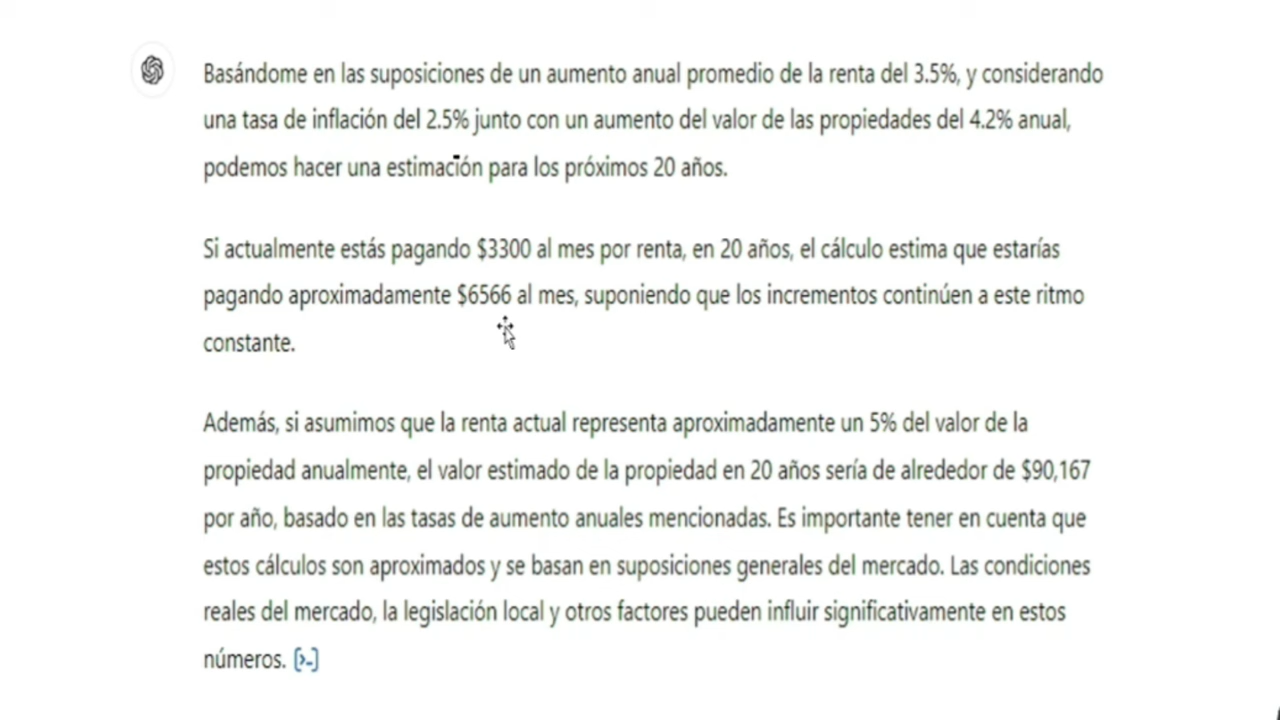 Basándome en las suposiciones de un aumento anual promedio de la renta del 3.5%, y considerando
una tasa de inflación del 2.5% junto con un aumento del valor de las propiedades del 4.2% anual,
podemos hacer una estimación para los próximos 20 años.
Si actualmente estás pagando $3300 al mes por renta, en 20 años, el cálculo estima que estarías
pagando aproximadamente $6566 al mes, suponiendo que los incrementos continúen a este ritmo
constante.
Además, si asumimos que la renta actual representa aproximadamente un 5% del valor de la
propiedad anualmente, el valor estimado de la propiedad en 20 años sería de alrededor de $90,167
por año, basado en las tasas de aumento anuales mencionadas. Es importante tener en cuenta que
estos cálculos son aproximados y se basan en suposiciones generales del mercado. Las condiciones
reales del mercado, la legislación local y otros factores pueden influir significativamente en estos
números. [>-]